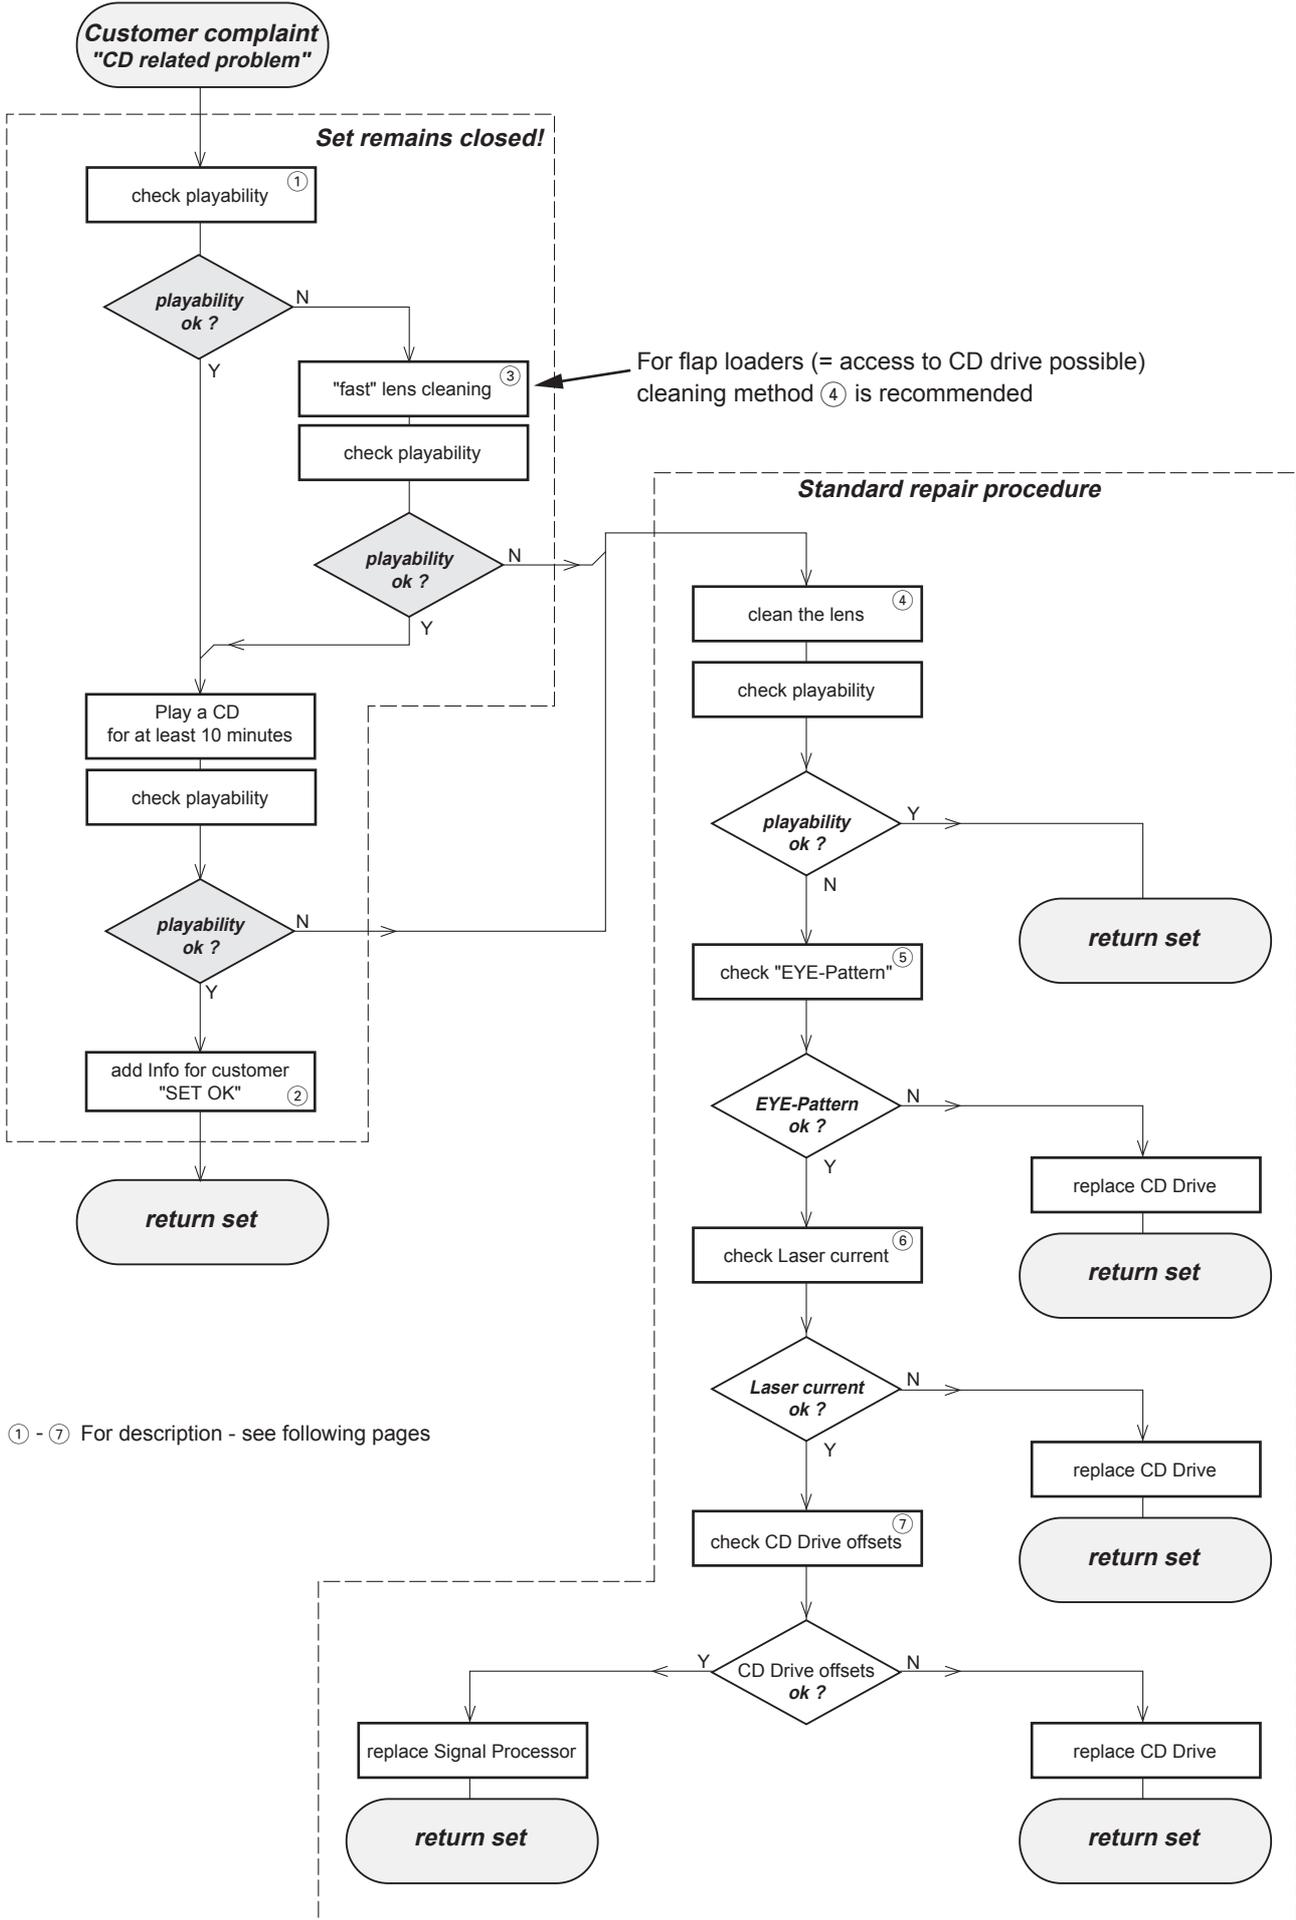 Customer complaint
"CD related problem"
Set remains closed!
check playability
①
playability
ok ?
N
Y
"fast" lens cleaning
③
For flap loaders (= access to CD drive possible)
cleaning method ④ is recommended
check playability
playability
ok ?
N
Y
Play a CD
for at least 10 minutes
check playability
playability
ok ?
N
Y
add Info for customer
"SET OK"
②
return set
Standard repair procedure
clean the lens
④
check playability
playability
ok ?
Y
N
return set
check "EYE-Pattern"
⑤
EYE-Pattern
ok ?
N
Y
replace CD Drive
return set
check Laser current
⑥
Laser current
ok ?
N
Y
replace CD Drive
return set
① - ⑦ For description - see following pages
check CD Drive offsets
⑦
CD Drive offsets
ok ?
Y
N
replace Signal Processor
return set
replace CD Drive
return set